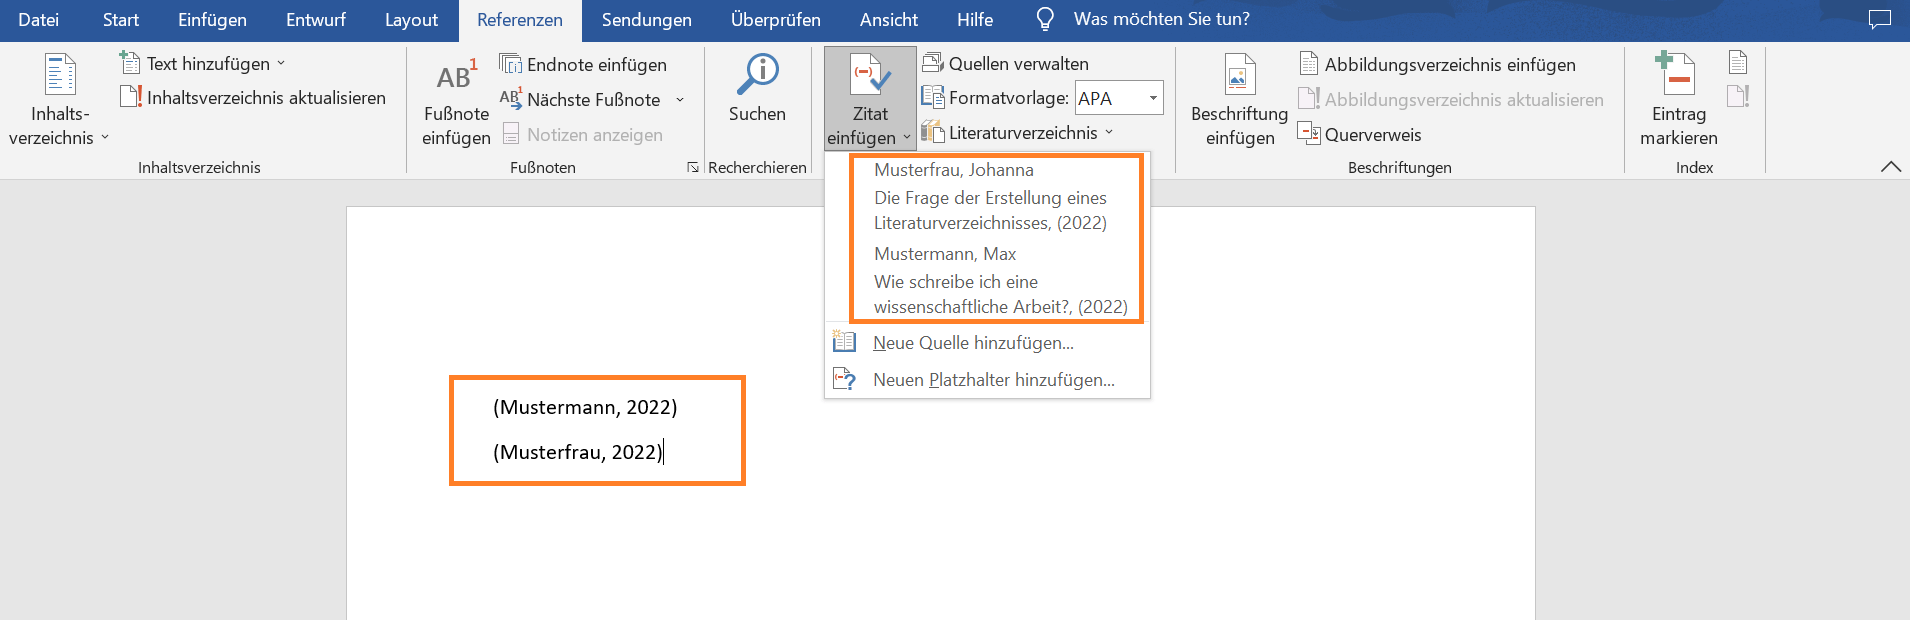 Datei Start Einfügen Entwurf Layout Referenzen Sendungen Überprüfen Ansicht Hilfe Was möchten Sie tun?
Inhalts-
verzeichnis
Text hinzufügen
Inhaltsverzeichnis aktualisieren
Inhaltsverzeichnis
AB1
Fußnote
einfügen
Endnote einfügen
AB1 Nächste Fußnote
Notizen anzeigen
Fußnoten
Suchen
Recherchieren
Zitat
einfügen
Quellen verwalten
Formatvorlage: APA
Literaturverzeichnis
Beschriftung
einfügen
Abbildungsverzeichnis einfügen
Abbildungsverzeichnis aktualisieren
Querverweis
Beschriftungen
Eintrag
markieren
Index
Musterfrau, Johanna
Die Frage der Erstellung eines
Literaturverzeichnisses, (2022)
Mustermann, Max
Wie schreibe ich eine
wissenschaftliche Arbeit?, (2022)
Neue Quelle hinzufügen...
Neuen Platzhalter hinzufügen...
(Mustermann, 2022)
(Musterfrau, 2022)